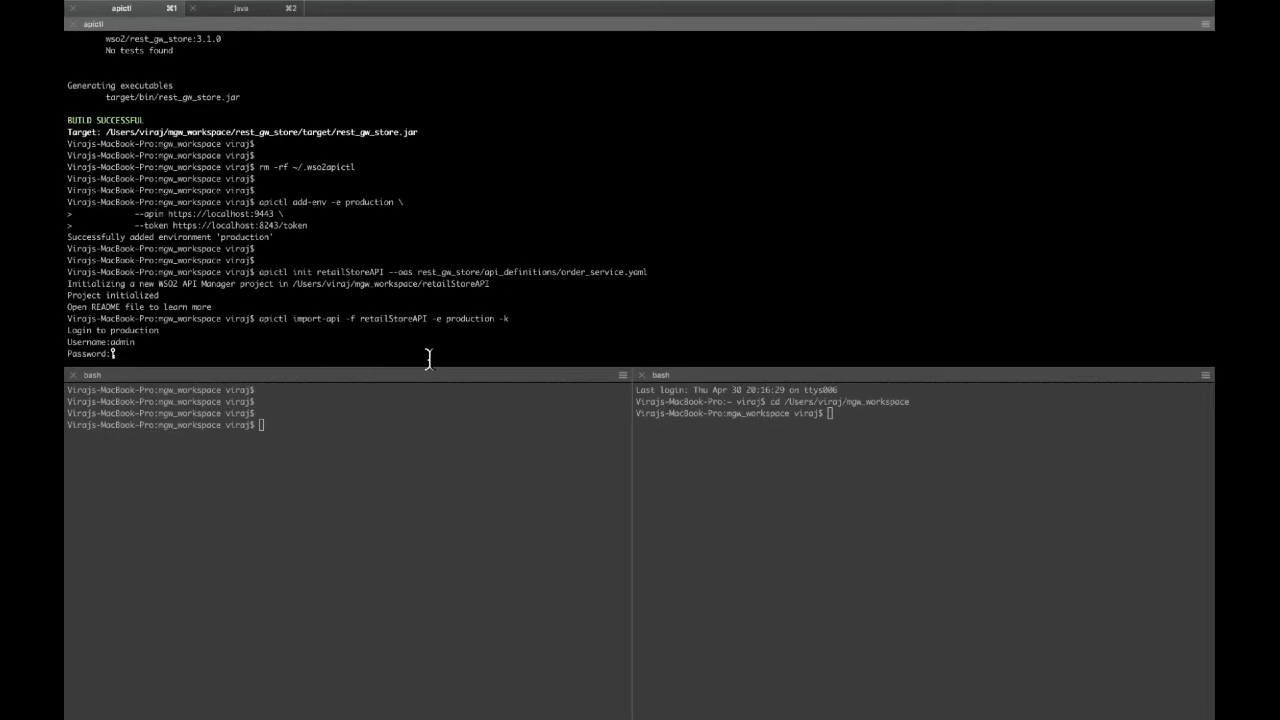 apictl ⌘1 java ⌘2
apictl
wso2/rest_gw_store:3.1.0
No tests found
Generating executables
target/bin/rest_gw_store.jar
BUILD SUCCESSFUL
Target: /Users/viraj/mgw_workspace/rest_gw_store/target/rest_gw_store.jar
Virajs-MacBook-Pro:mgw_workspace viraj$
Virajs-MacBook-Pro:mgw_workspace viraj$
Virajs-MacBook-Pro:mgw_workspace viraj$ rm -rf ~/.wso2apictl
Virajs-MacBook-Pro:mgw_workspace viraj$
Virajs-MacBook-Pro:mgw_workspace viraj$
Virajs-MacBook-Pro:mgw_workspace viraj$ apictl add-env -e production \
> --apim https://localhost:9443 \
> --token https://localhost:8243/token
Successfully added environment 'production'
Virajs-MacBook-Pro:mgw_workspace viraj$
Virajs-MacBook-Pro:mgw_workspace viraj$
Virajs-MacBook-Pro:mgw_workspace viraj$ apictl init retailStoreAPI --oas rest_gw_store/api_definitions/order_service.yaml
Initializing a new WSO2 API Manager project in /Users/viraj/mgw_workspace/retailStoreAPI
Project initialized
Open README file to learn more
Virajs-MacBook-Pro:mgw_workspace viraj$ apictl import-api -f retailStoreAPI -e production -k
Login to production
Username:admin
Password:
bash
Virajs-MacBook-Pro:mgw_workspace viraj$
Virajs-MacBook-Pro:mgw_workspace viraj$
Virajs-MacBook-Pro:mgw_workspace viraj$
Virajs-MacBook-Pro:mgw_workspace viraj$
bash
Last login: Thu Apr 30 20:16:29 on ttys006
Virajs-MacBook-Pro:~ viraj$ cd /Users/viraj/mgw_workspace
Virajs-MacBook-Pro:mgw_workspace viraj$